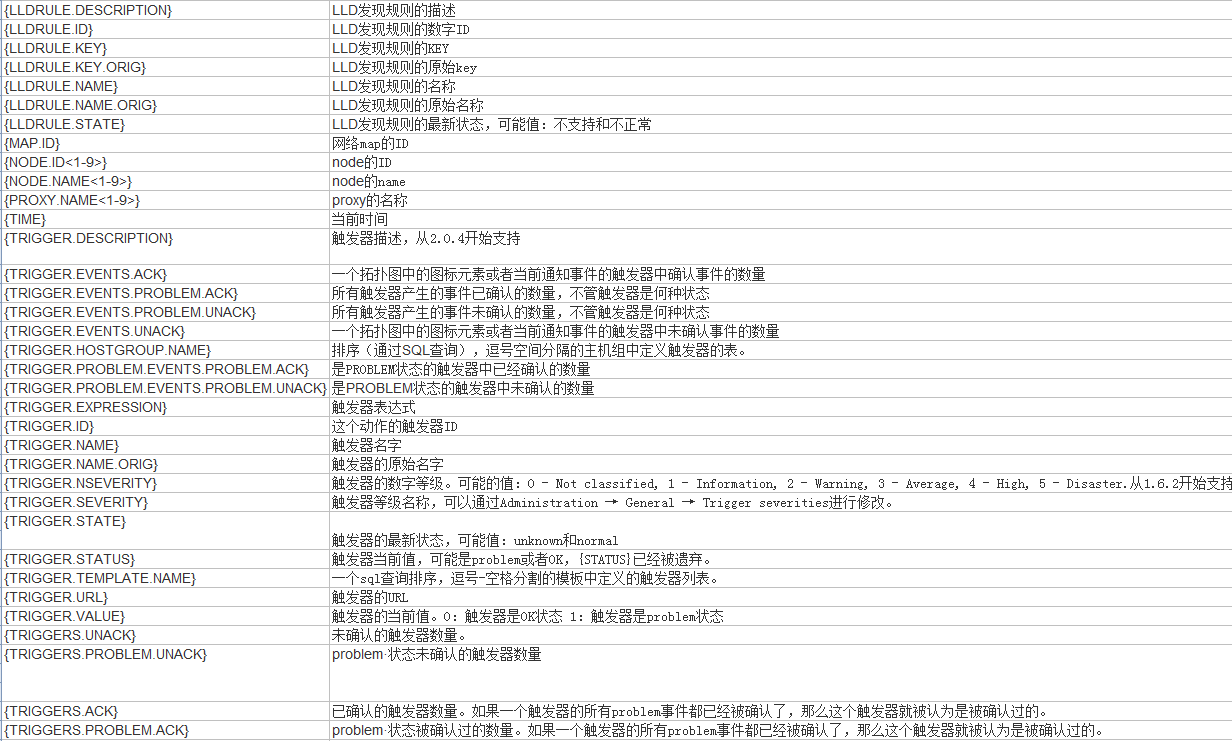 {LLDRULE.DESCRIPTION} LLD发现规则的描述
{LLDRULE.ID} LLD发现规则的数字ID
{LLDRULE.KEY} LLD发现规则的KEY
{LLDRULE.KEY.ORIG} LLD发现规则的原始key
{LLDRULE.NAME} LLD发现规则的名称
{LLDRULE.NAME.ORIG} LLD发现规则的原始名称
{LLDRULE.STATE} LLD发现规则的最新状态，可能值：不支持和不正常
{MAP.ID} 网络map的ID
{NODE.ID<1-9>} node的ID
{NODE.NAME<1-9>} node的name
{PROXY.NAME<1-9>} proxy的名称
{TIME} 当前时间
{TRIGGER.DESCRIPTION} 触发器描述，从2.0.4开始支持
{TRIGGER.EVENTS.ACK} 一个拓扑图中的图标元素或者当前通知事件的触发器中确认事件的数量
{TRIGGER.EVENTS.PROBLEM.ACK} 所有触发器产生的事件已确认的数量，不管触发器是何种状态
{TRIGGER.EVENTS.PROBLEM.UNACK} 所有触发器产生的事件未确认的数量，不管触发器是何种状态
{TRIGGER.EVENTS.UNACK} 一个拓扑图中的图标元素或者当前通知事件的触发器中未确认事件的数量
{TRIGGER.HOSTGROUP.NAME} 排序（通过SQL查询），逗号空间分隔的主机组中定义触发器的表。
{TRIGGER.PROBLEM.EVENTS.PROBLEM.ACK} 是PROBLEM状态的触发器中已经确认的数量
{TRIGGER.PROBLEM.EVENTS.PROBLEM.UNACK} 是PROBLEM状态的触发器中未确认的数量
{TRIGGER.EXPRESSION} 触发器表达式
{TRIGGER.ID} 这个动作的触发器ID
{TRIGGER.NAME} 触发器名字
{TRIGGER.NAME.ORIG} 触发器的原始名字
{TRIGGER.NSEVERITY} 触发器的数字等级。可能的值：0 - Not classified, 1 - Information, 2 - Warning, 3 - Average, 4 - High, 5 - Disaster.从1.6.2开始支持
{TRIGGER.SEVERITY} 触发器等级名称，可以通过Administration → General → Trigger severities进行修改。
{TRIGGER.STATE} 触发器的最新状态，可能值：unknown和normal
{TRIGGER.STATUS} 触发器当前值，可能是problem或者OK，{STATUS}已经被遗弃。
{TRIGGER.TEMPLATE.NAME} 一个sql查询排序，逗号-空格分割的模板中定义的触发器列表。
{TRIGGER.URL} 触发器的URL
{TRIGGER.VALUE} 触发器的当前值。0：触发器是OK状态 1：触发器是problem状态
{TRIGGERS.UNACK} 未确认的触发器数量。
{TRIGGERS.PROBLEM.UNACK} problem·状态未确认的触发器数量
{TRIGGERS.ACK} 已确认的触发器数量。如果一个触发器的所有problem事件都已经被确认了，那么这个触发器就被认为是被确认过的。
{TRIGGERS.PROBLEM.ACK} problem·状态被确认过的数量。如果一个触发器的所有problem事件都已经被确认了，那么这个触发器就被认为是被确认过的。